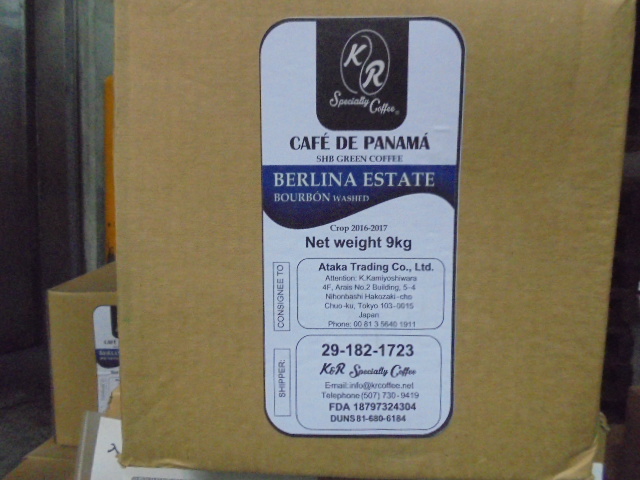 KR
Specialty Coffee
CAFÉ DE PANAMÁ
SHB GREEN COFFEE
BERLINA ESTATE
BOURBÓN WASHED
Crop 2016-2017
Net weight 9kg
CONSIGNEE TO
Ataka Trading Co., Ltd.
Attention: K.Kamiyoshiwara
4F, Arais No.2 Building, 5-4
Nihonbashi Hakozaki-cho
Chuo-ku, Tokyo 103-0015
Japan
Phone: 00 81 3 5640 1911
SHIPPER:
29-182-1723
K&R Specialty Coffee
E-mail: info@krcoffee.net
Telephone (507) 730-9419
FDA 18797324304
DUNS 81-680-6184
CAFÉ
BERLIN